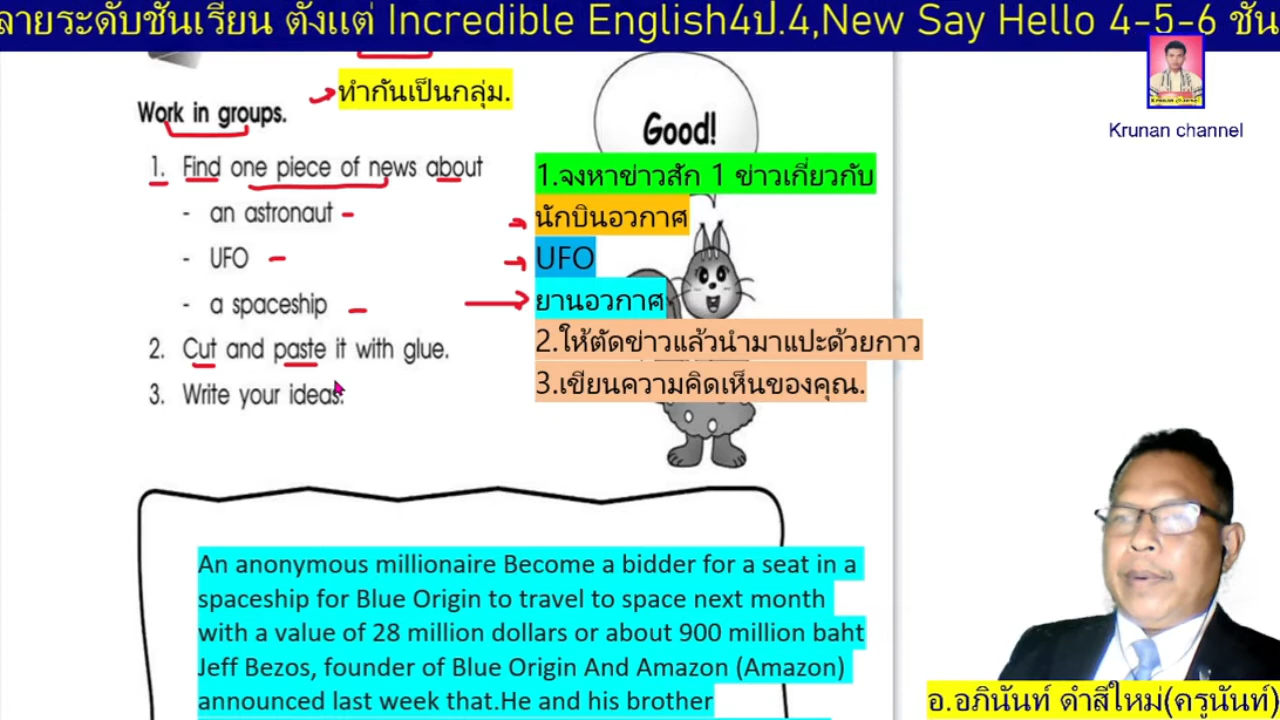 ลายระดับชั้นเรียน ตั้งแต่ Incredible English4ป.4,New Say Hello 4-5-6 ชั้น
ทำกันเป็นกลุ่ม.
Work in groups.
Good!
Krunan channel
1. Find one piece of news about
1.จงหาข่าวสัก 1 ข่าวเกี่ยวกับ
- an astronaut
นักบินอวกาศ
- UFO
UFO
- a spaceship
ยานอวกาศ
2. Cut and paste it with glue.
2.ให้ตัดข่าวแล้วนำมาแปะด้วยกาว
3. Write your ideas.
3.เขียนความคิดเห็นของคุณ.
An anonymous millionaire Become a bidder for a seat in a
spaceship for Blue Origin to travel to space next month
with a value of 28 million dollars or about 900 million baht
Jeff Bezos, founder of Blue Origin And Amazon (Amazon)
announced last week that.He and his brother
อ.อภินันท์ ดำสีใหม่(ครูนันท์)